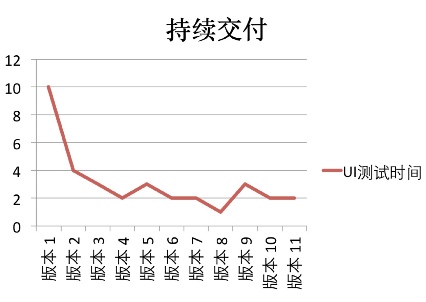 持续交付
12
10
8
6
4
2
0
版本 1
版本 2
版本 3
版本 4
版本 5
版本 6
版本 7
版本 8
版本 9
版本 10
版本 11
UI测试时间